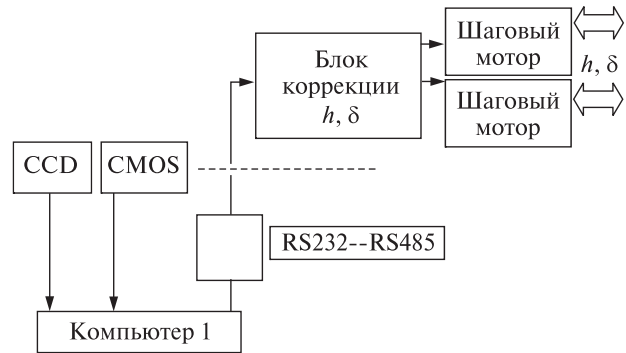 Блок
коррекции
h, δ
Шаговый
мотор
h, δ
Шаговый
мотор
CCD
CMOS
RS232--RS485
Компьютер 1